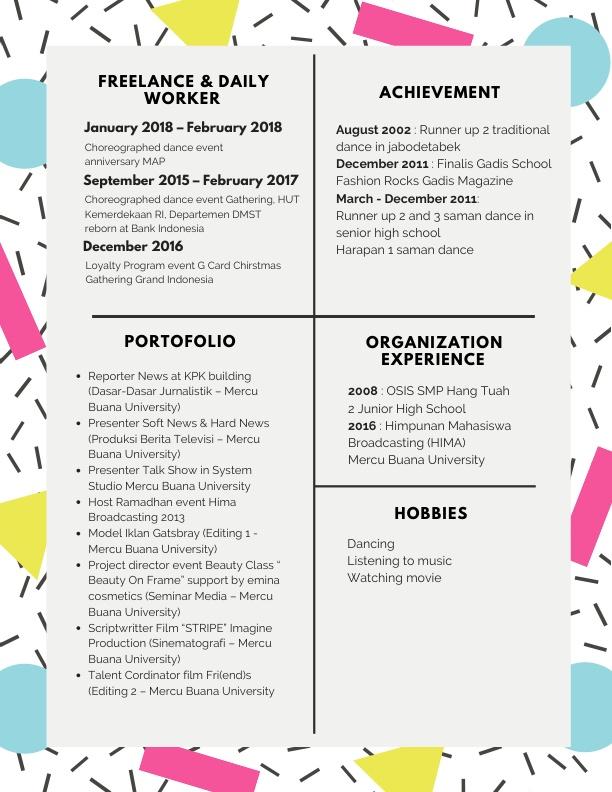 FREELANCE & DAILY
WORKER
January 2018 – February 2018
Choreographed dance event
anniversary MAP
September 2015 – February 2017
Choreographed dance event Gathering, HUT
Kemerdekaan RI, Departemen DMST
reborn at Bank Indonesia
December 2016
Loyalty Program event G Card Chirstmas
Gathering Grand Indonesia
ACHIEVEMENT
August 2002 : Runner up 2 traditional
dance in jabodetabek
December 2011 : Finalis Gadis School
Fashion Rocks Gadis Magazine
March - December 2011:
Runner up 2 and 3 saman dance in
senior high school
Harapan 1 saman dance
PORTOFOLIO
• Reporter News at KPK building
(Dasar-Dasar Jurnalistik – Mercu
Buana University)
• Presenter Soft News & Hard News
(Produksi Berita Televisi – Mercu
Buana University)
• Presenter Talk Show in System
Studio Mercu Buana University
• Host Ramadhan event Hima
Broadcasting 2013
• Model Iklan Gatsbray (Editing 1 -
Mercu Buana University)
• Project director event Beauty Class “
Beauty On Frame” support by emina
cosmetics (Seminar Media – Mercu
Buana University)
• Scriptwritter Film “STRIPE” Imagine
Production (Sinematografi – Mercu
Buana University)
• Talent Cordinator film Fri(end)s
(Editing 2 – Mercu Buana University
ORGANIZATION
EXPERIENCE
2008 : OSIS SMP Hang Tuah
2 Junior High School
2016 : Himpunan Mahasiswa
Broadcasting (HIMA)
Mercu Buana University
HOBBIES
Dancing
Listening to music
Watching movie